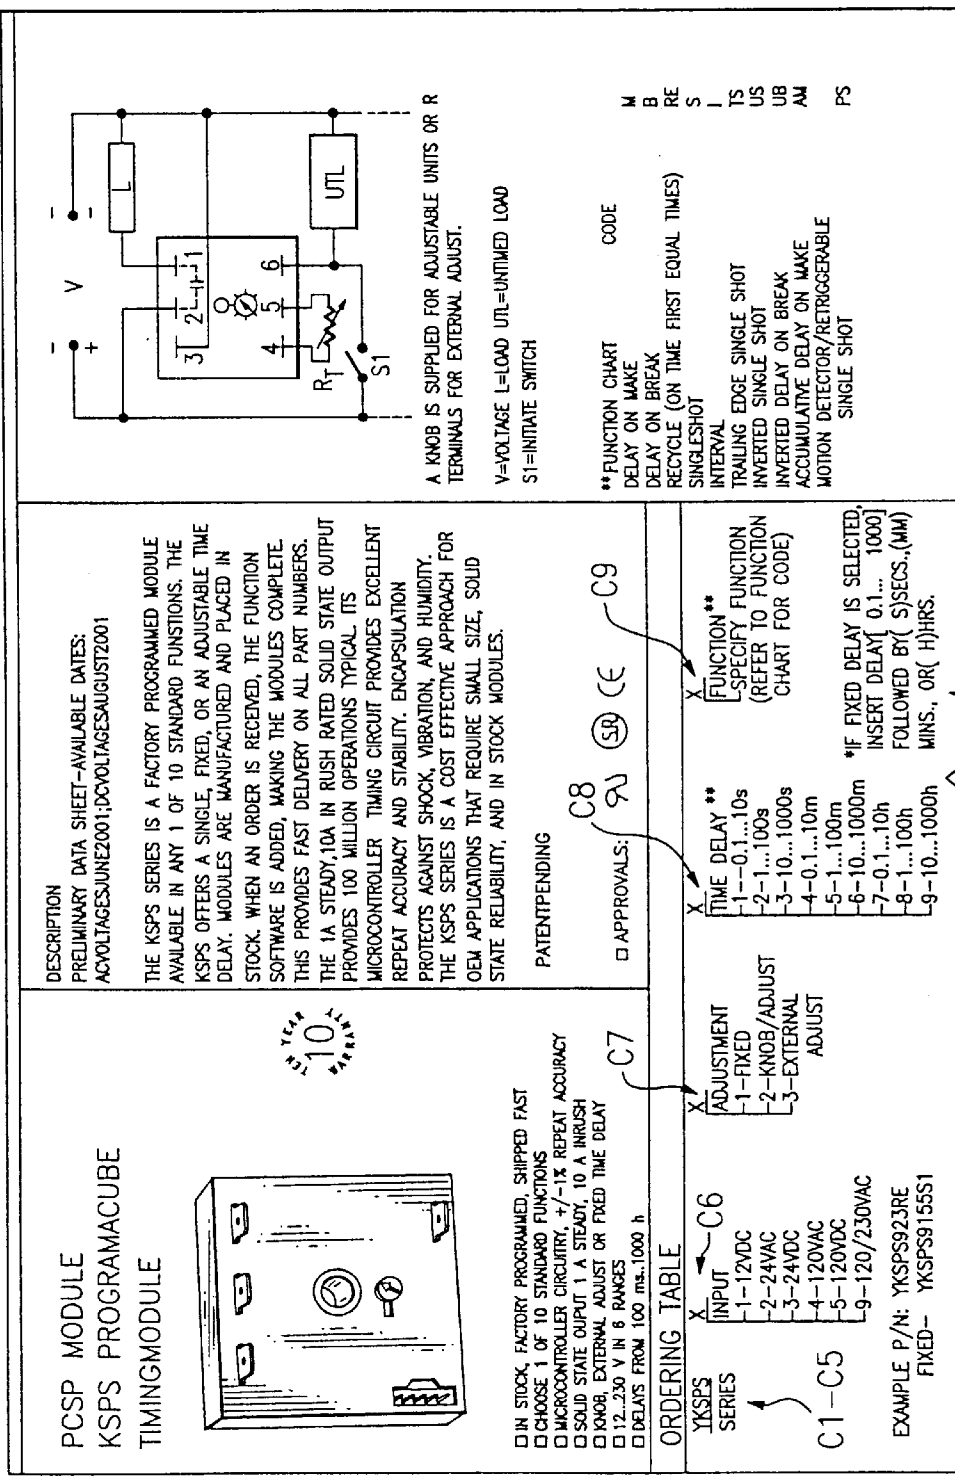 PCSP MODULE
KSPS PROGRAMACUBE
TIMINGMODULE
TEN YEAR
10
WARRANTY
☐ IN STOCK, FACTORY PROGRAMMED, SHIPPED FAST
☐ CHOOSE 1 OF 10 STANDARD FUNCTIONS
☐ MICROCONTROLLER CIRCUITRY, +/-1% REPEAT ACCURACY
☐ SOLID STATE OUPUT 1 A STEADY, 10 A INRUSH
☐ KNOB, EXTERNAL ADJUST OR FIXED TIME DELAY
☐ 12...230 V IN 6 RANGES
☐ DELAYS FROM 100 ms..1000 h
DESCRIPTION
PRELIMINARY DATA SHEET-AVAILABLE DATES:
ACVOLTAGESJUNE2001;DCVOLTAGESAUGUST2001
THE KSPS SERIES IS A FACTORY PROGRAMMED MODULE
AVAILABLE IN ANY 1 OF 10 STANDARD FUNSTIONS. THE
KSPS OFFERS A SINGLE, FIXED, OR AN ADJUSTABLE TIME
DELAY. MODULES ARE MANUFACTURED AND PLACED IN
STOCK. WHEN AN ORDER IS RECEIVED, THE FUNCTION
SOFTWARE IS ADDED, MAKING THE MODULES COMPLETE.
THIS PROVIDES FAST DELIVERY ON ALL PART NUMBERS.
THE 1A STEADY,10A IN RUSH RATED SOLID STATE OUTPUT
PROVIDES 100 MILLION OPERATIONS TYPICAL. ITS
MICROCONTROLLER TIMING CIRCUIT PROVIDES EXCELLENT
REPEAT ACCURACY AND STABILITY. ENCAPSULATION
PROTECTS AGAINST SHOCK, VIBRATION, AND HUMIDITY.
THE KSPS SERIES IS A COST EFFECTIVE APPROACH FOR
OEM APPLICATIONS THAT REQUIRE SMALL SIZE, SOLID
STATE RELIABILITY, AND IN STOCK MODULES.
PATENTPENDING
☐ APPROVALS: CE
- V -
+ -
L
3 2 1
4 5 6
RT
S1
UTL
A KNOB IS SUPPLIED FOR ADJUSTABLE UNITS OR R
TERMINALS FOR EXTERNAL ADJUST.
V=VOLTAGE L=LOAD UTL=UNTIMED LOAD
S1=INITIATE SWITCH
**FUNCTION CHART CODE
DELAY ON MAKE M
DELAY ON BREAK B
RECYCLE (ON TIME FIRST EQUAL TIMES) RE
SINGLESHOT S
INTERVAL I
TRAILING EDGE SINGLE SHOT TS
INVERTED SINGLE SHOT US
INVERTED DELAY ON BREAK UB
ACCUMULATIVE DELAY ON MAKE AM
MOTION DETECTOR/RETRIGGERABLE
SINGLE SHOT PS
ORDERING TABLE
YKSPS
SERIES
C1-C5
C6
X
INPUT
1-12VDC
2-24VAC
3-24VDC
4-120VAC
5-120VDC
9-120/230VAC
C7
X
ADJUSTMENT
1-FIXED
2-KNOB/ADJUST
3-EXTERNAL
ADJUST
C8
X
TIME DELAY **
1--0.1...10s
2-1...100s
3-10...1000s
4-0.1...10m
5-1...100m
6-10...1000m
7-0.1...10h
8-1...100h
9-10...1000h
C9
X
FUNCTION**
SPECIFY FUNCTION
(REFER TO FUNCTION
CHART FOR CODE)
*IF FIXED DELAY IS SELECTED,
INSERT DELAY[ 0.1... 1000]
FOLLOWED BY( S)SECS.,(MM)
MINS., OR( H)HRS.
EXAMPLE P/N: YKSPS923RE
FIXED- YKSPS9155S1